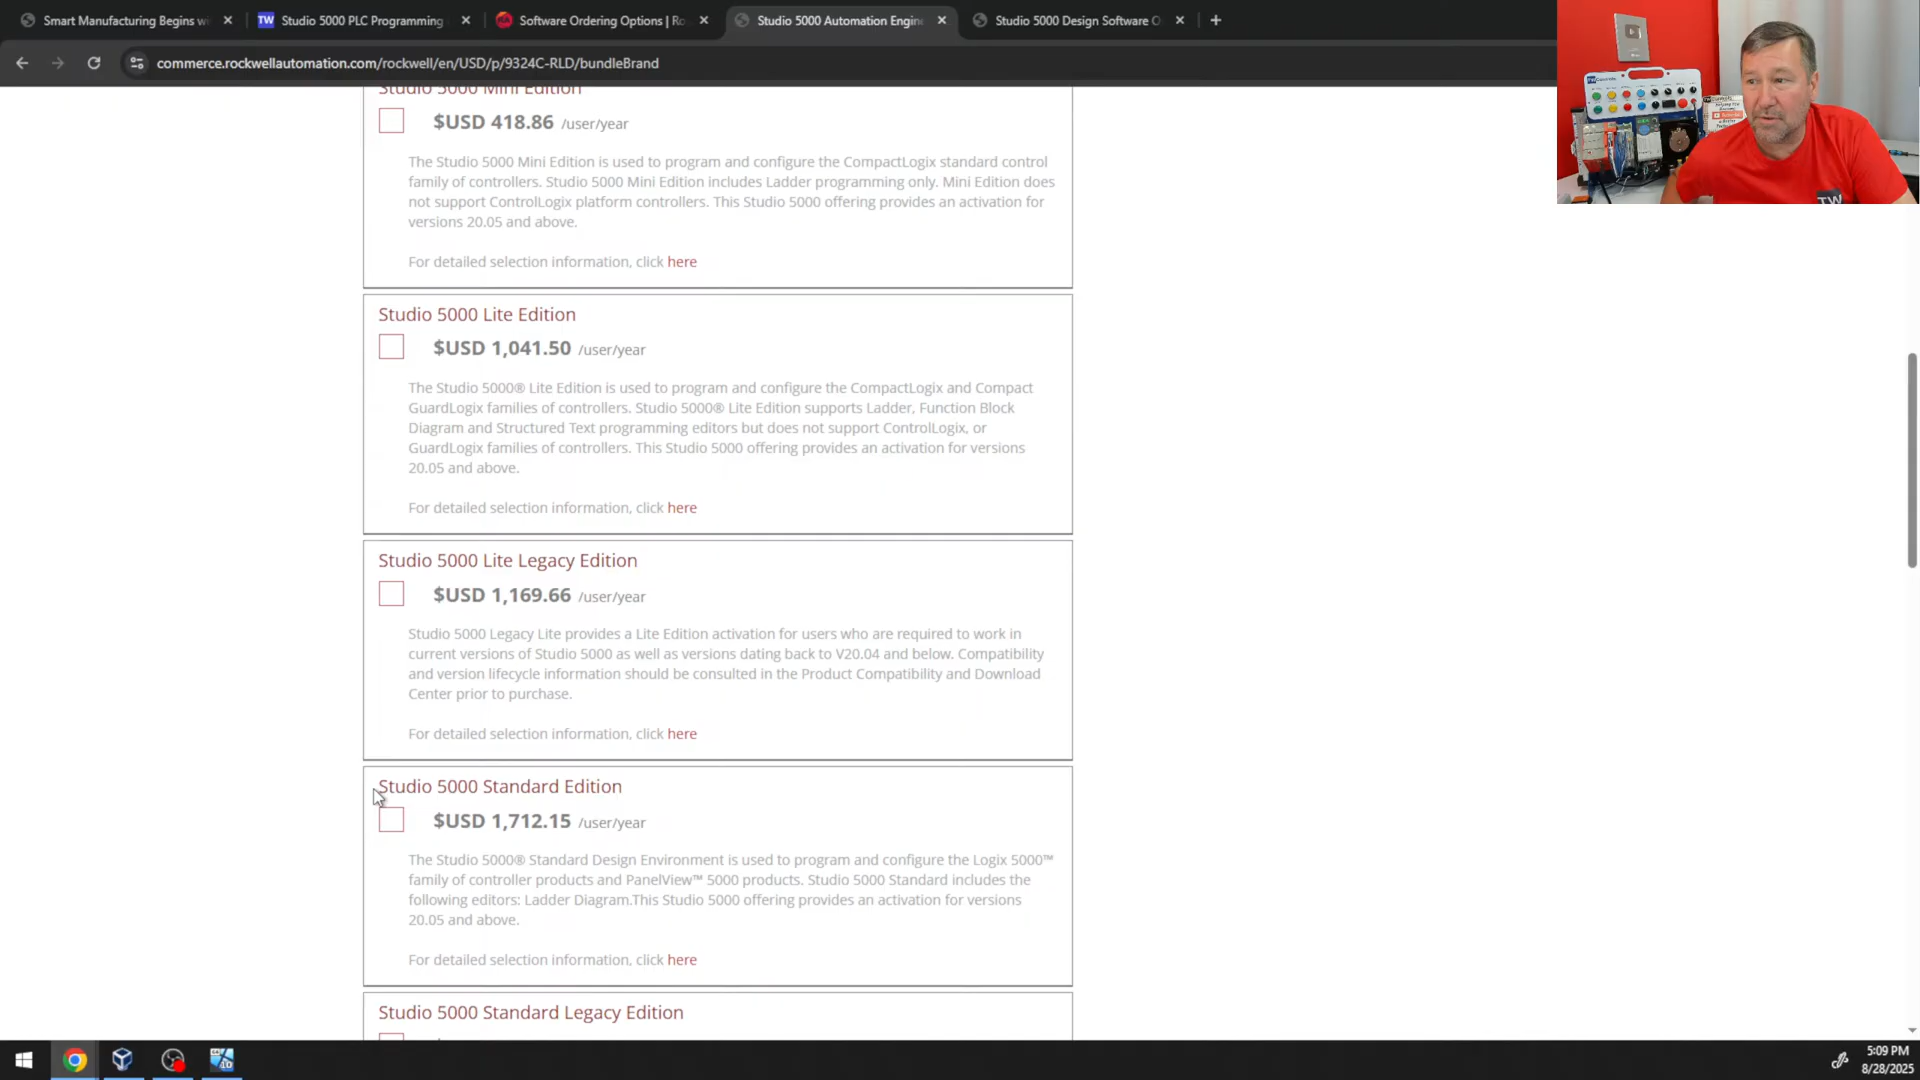 Smart Manufacturing Begins wi
TW Studio 5000 PLC Programming
Software Ordering Options | Ro
Studio 5000 Automation Engin
Studio 5000 Design Software O
commerce.rockwellautomation.com/rockwell/en/USD/p/9324C-RLD/bundleBrand
Studio 5000 Mini Edition
$USD 418.86 /user/year
The Studio 5000 Mini Edition is used to program and configure the CompactLogix standard control
family of controllers. Studio 5000 Mini Edition includes Ladder programming only. Mini Edition does
not support ControlLogix platform controllers. This Studio 5000 offering provides an activation for
versions 20.05 and above.
For detailed selection information, click here
Studio 5000 Lite Edition
$USD 1,041.50 /user/year
The Studio 5000® Lite Edition is used to program and configure the CompactLogix and Compact
GuardLogix families of controllers. Studio 5000® Lite Edition supports Ladder, Function Block
Diagram and Structured Text programming editors but does not support ControlLogix, or
GuardLogix families of controllers. This Studio 5000 offering provides an activation for versions
20.05 and above.
For detailed selection information, click here
Studio 5000 Lite Legacy Edition
$USD 1,169.66 /user/year
Studio 5000 Legacy Lite provides a Lite Edition activation for users who are required to work in
current versions of Studio 5000 as well as versions dating back to V20.04 and below. Compatibility
and version lifecycle information should be consulted in the Product Compatibility and Download
Center prior to purchase.
For detailed selection information, click here
Studio 5000 Standard Edition
$USD 1,712.15 /user/year
The Studio 5000® Standard Design Environment is used to program and configure the Logix 5000™
family of controller products and PanelView™ 5000 products. Studio 5000 Standard includes the
following editors: Ladder Diagram.This Studio 5000 offering provides an activation for versions
20.05 and above.
For detailed selection information, click here
Studio 5000 Standard Legacy Edition
TW
5:09 PM
8/28/2025